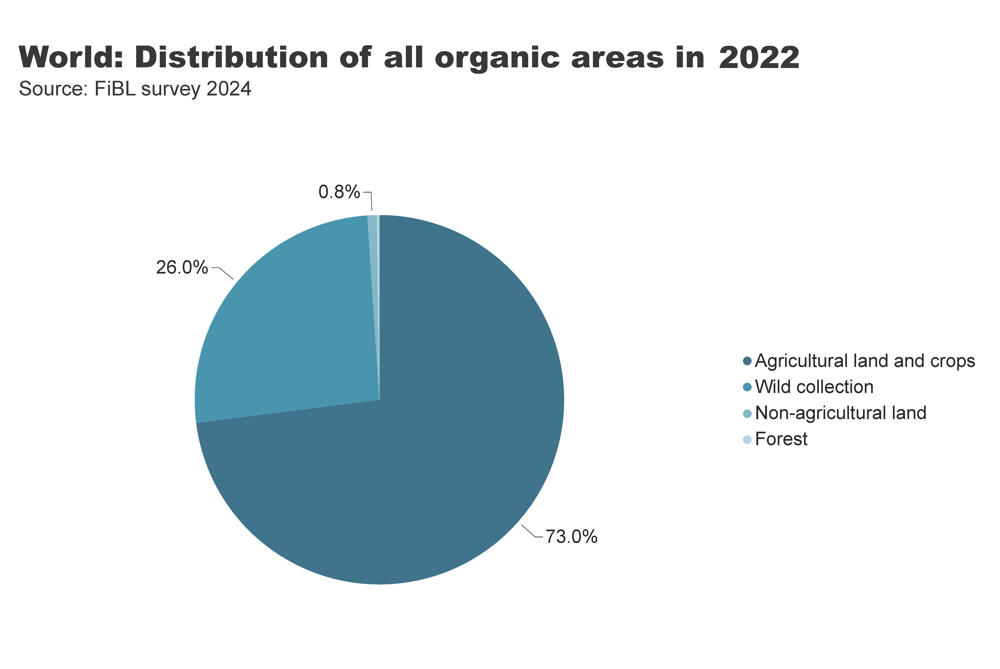 World: Distribution of all organic areas in 2022
Source: FiBL survey 2024
0.8%
26.0%
73.0%
Agricultural land and crops
Wild collection
Non-agricultural land
Forest